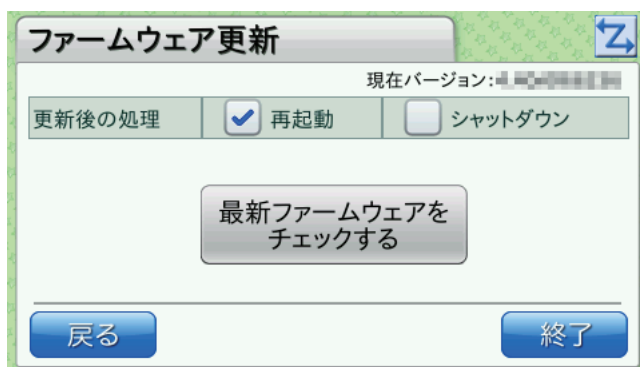 ファームウェア更新
現在バージョン:
更新後の処理 再起動 シャットダウン
最新ファームウェアを
チェックする
戻る 終了